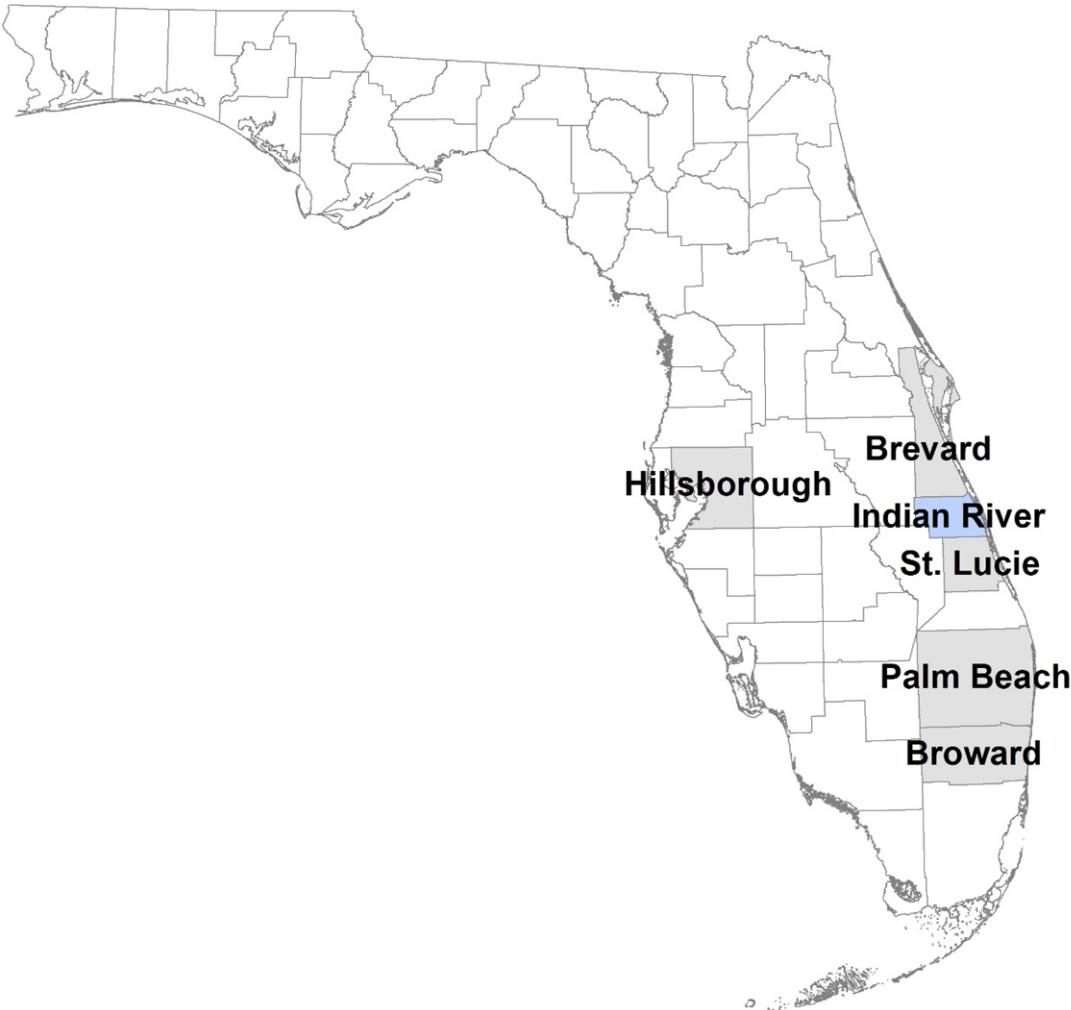 Brevard
Hillsborough
Indian River
St. Lucie
Palm Beach
Broward